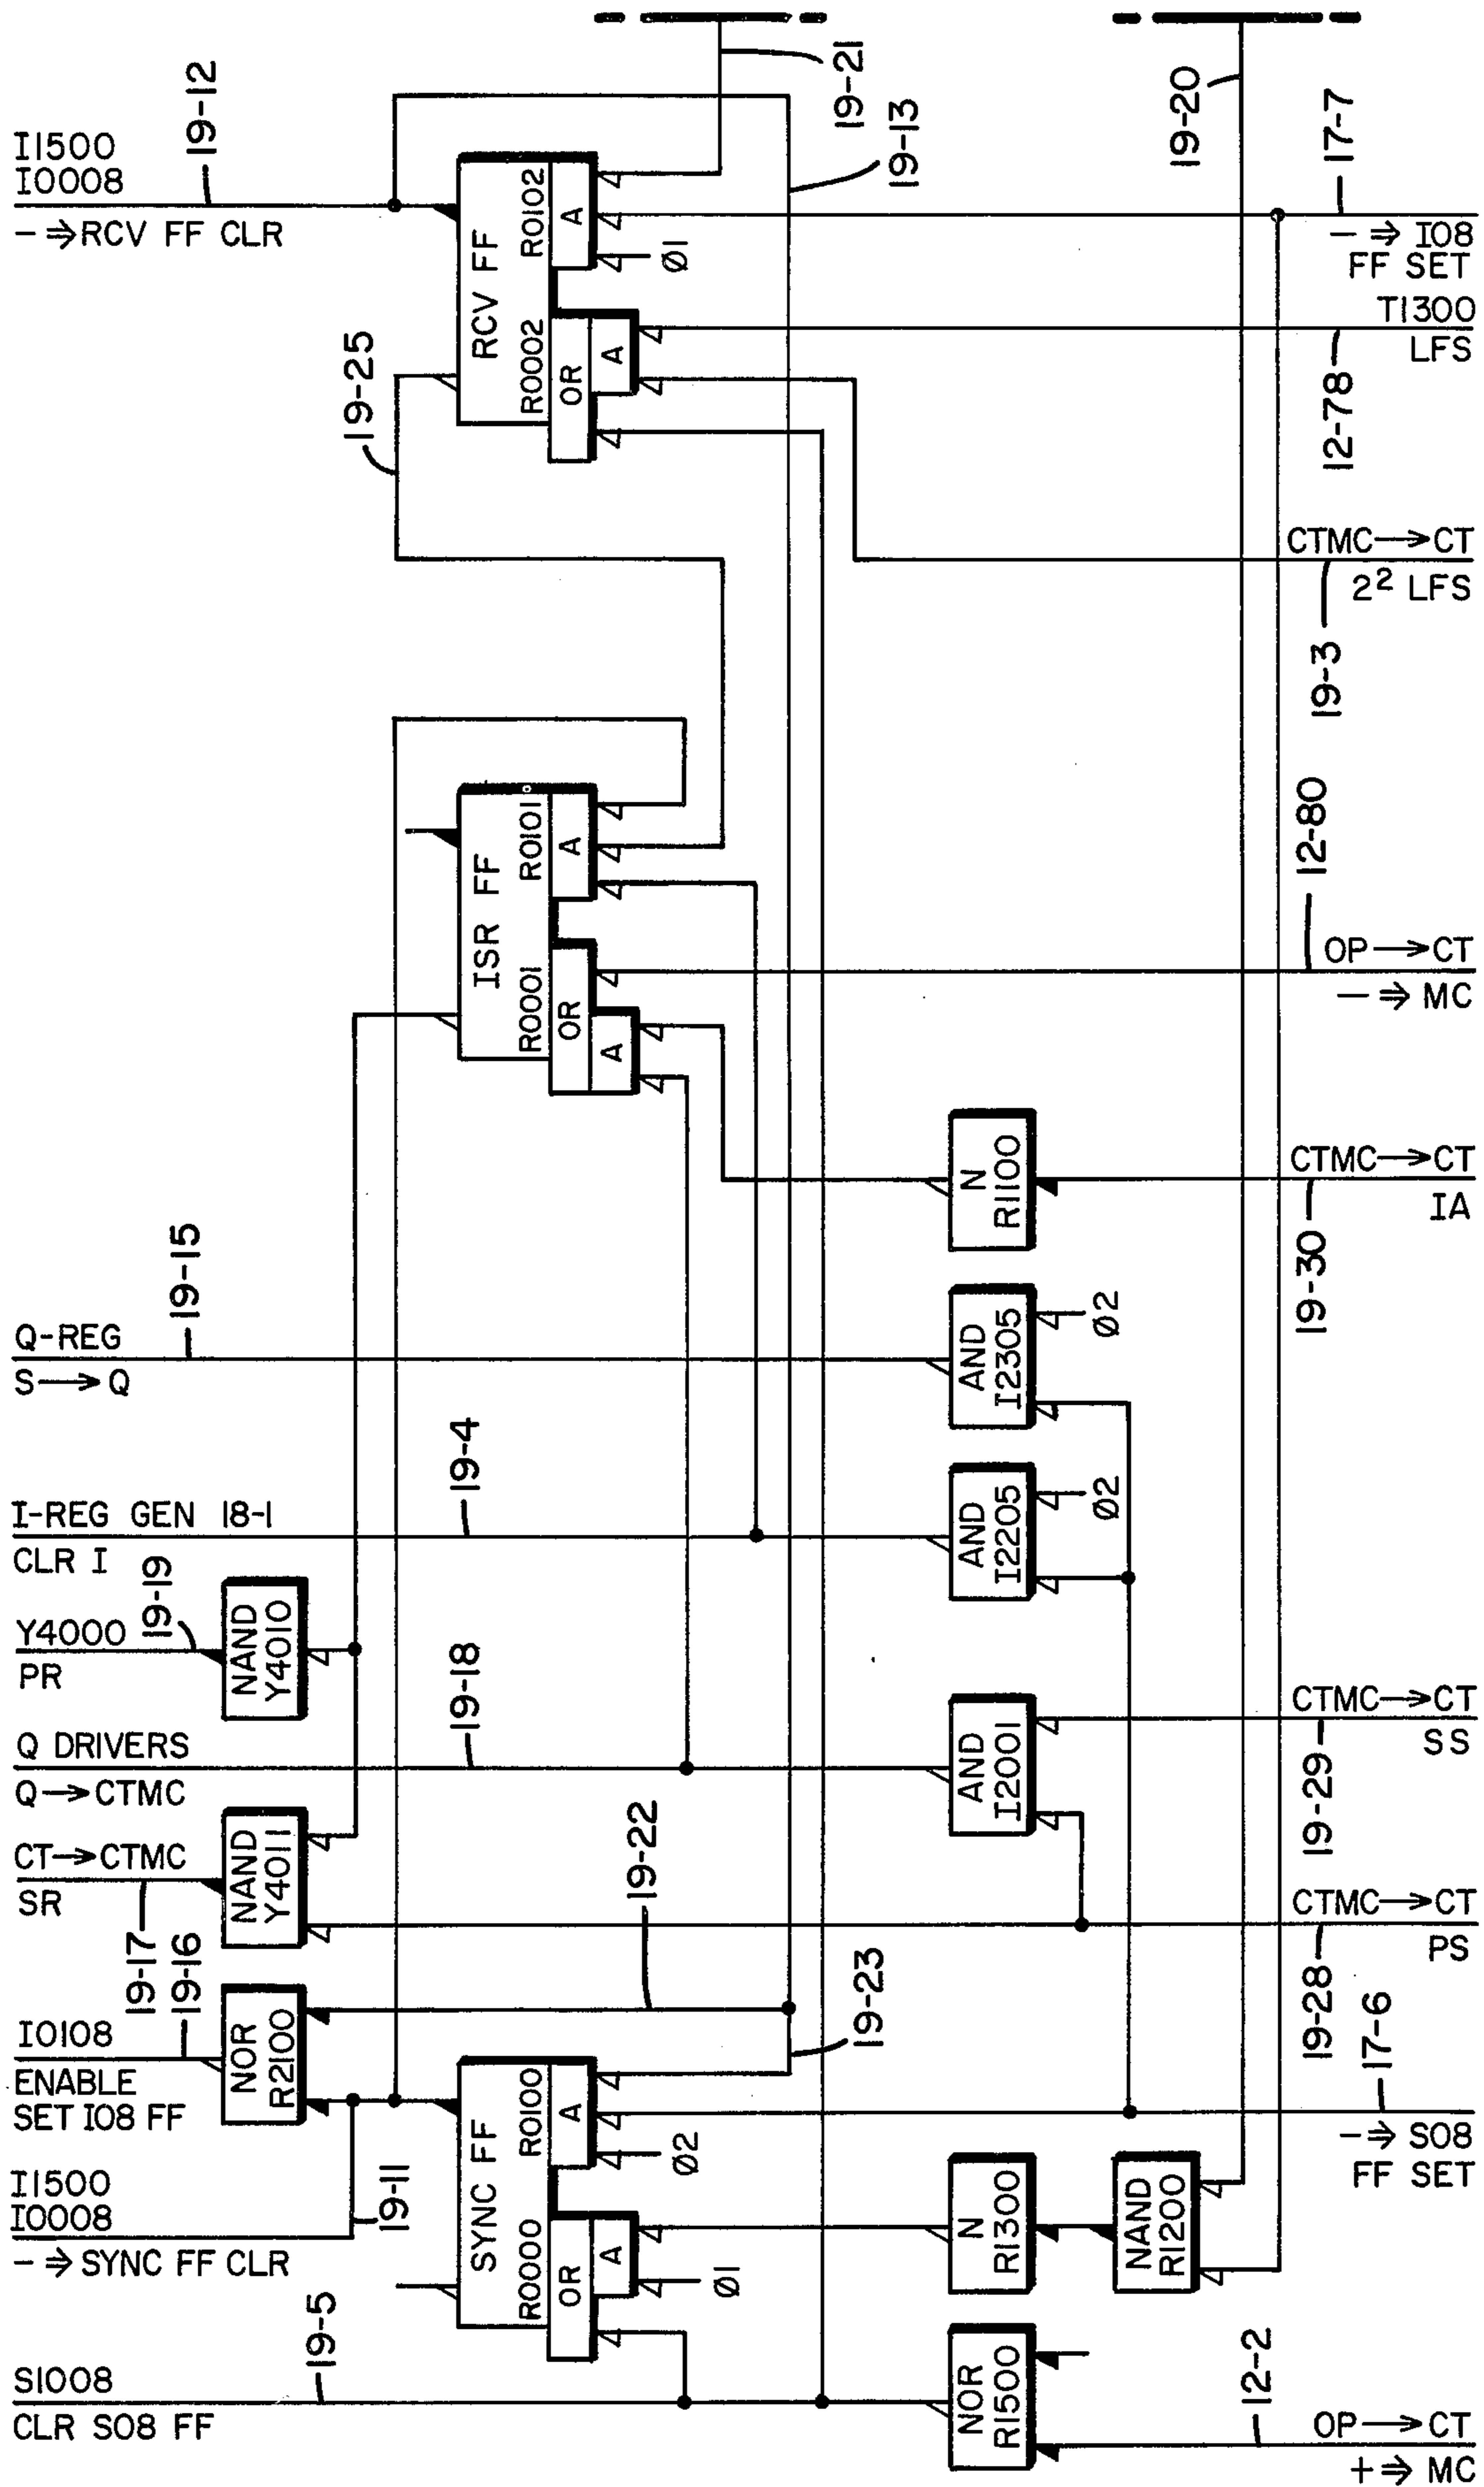 19-21
19-12
19-20
17-7
19-13
I1500
I0008
-⇒RCV FF CLR
RCV FF
R0102
A
Ø1
-⇒ I08
FF SET
T1300
LFS
R0002
OR
A
19-25
12-78
CTMC→CT
2² LFS
19-3
12-80
ISR FF
R0101
A
R0001
OR
A
OP→CT
-⇒ MC
N
R1100
CTMC→CT
IA
19-30
19-15
Q-REG
S→Q
AND
I2305
Ø2
19-4
I-REG GEN 18-1
CLR I
AND
I2205
Ø2
19-19
Y4000
PR
NAND
Y4010
19-18
Q DRIVERS
Q→CTMC
AND
I2001
CTMC→CT
SS
19-29
19-22
CT→CTMC
SR
NAND
Y4011
CTMC→CT
PS
19-17
19-16
19-23
19-28
17-6
I0108
ENABLE
SET I08 FF
NOR
R2100
SYNC FF
R0100
A
Ø2
-⇒ S08
FF SET
I1500
I0008
-⇒SYNC FF CLR
19-11
R0000
OR
A
Ø1
N
R1300
NAND
R1200
19-5
S1008
CLR S08 FF
NOR
R1500
12-2
OP→CT
+⇒ MC